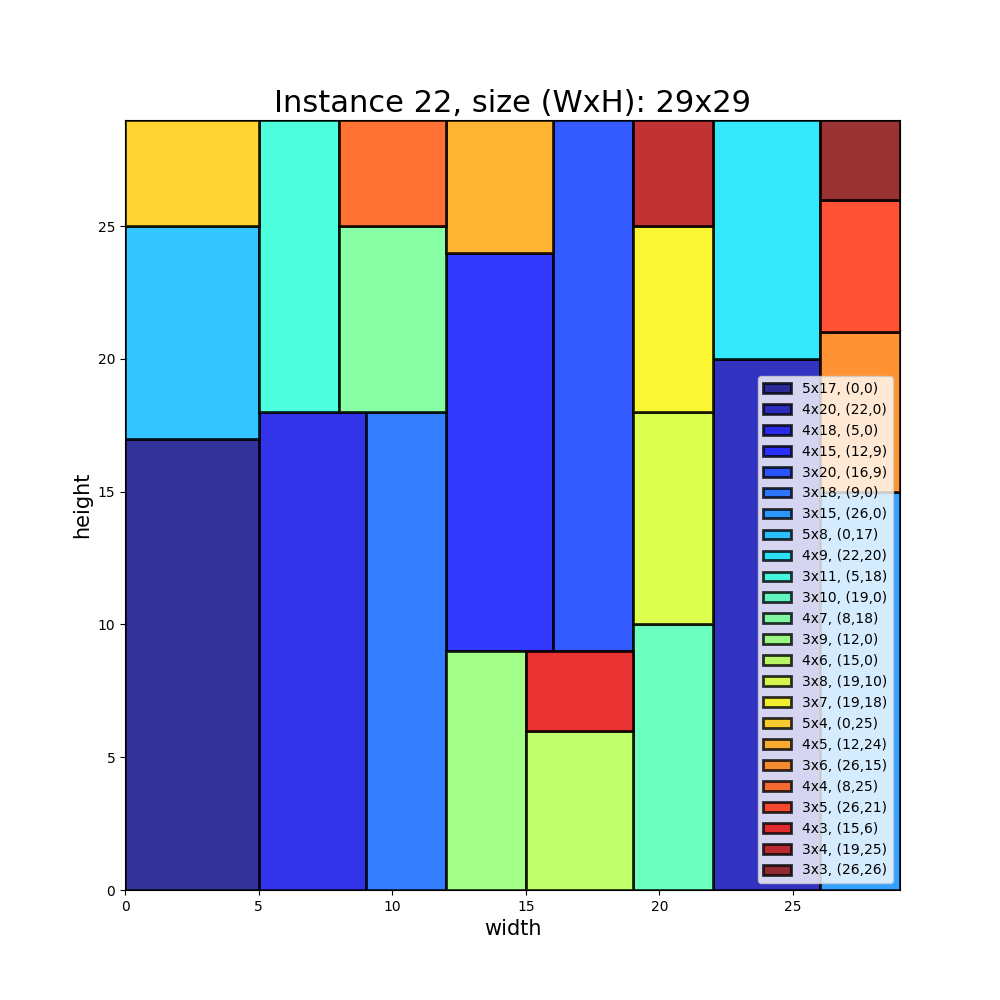 Instance 22, size (WxH): 29x29
height
25
20
15
10
5
0
0 5 10 15 20 25
width
5x17, (0,0)
4x20, (22,0)
4x18, (5,0)
4x15, (12,9)
3x20, (16,9)
3x18, (9,0)
3x15, (26,0)
5x8, (0,17)
4x9, (22,20)
3x11, (5,18)
3x10, (19,0)
4x7, (8,18)
3x9, (12,0)
4x6, (15,0)
3x8, (19,10)
3x7, (19,18)
5x4, (0,25)
4x5, (12,24)
3x6, (26,15)
4x4, (8,25)
3x5, (26,21)
4x3, (15,6)
3x4, (19,25)
3x3, (26,26)